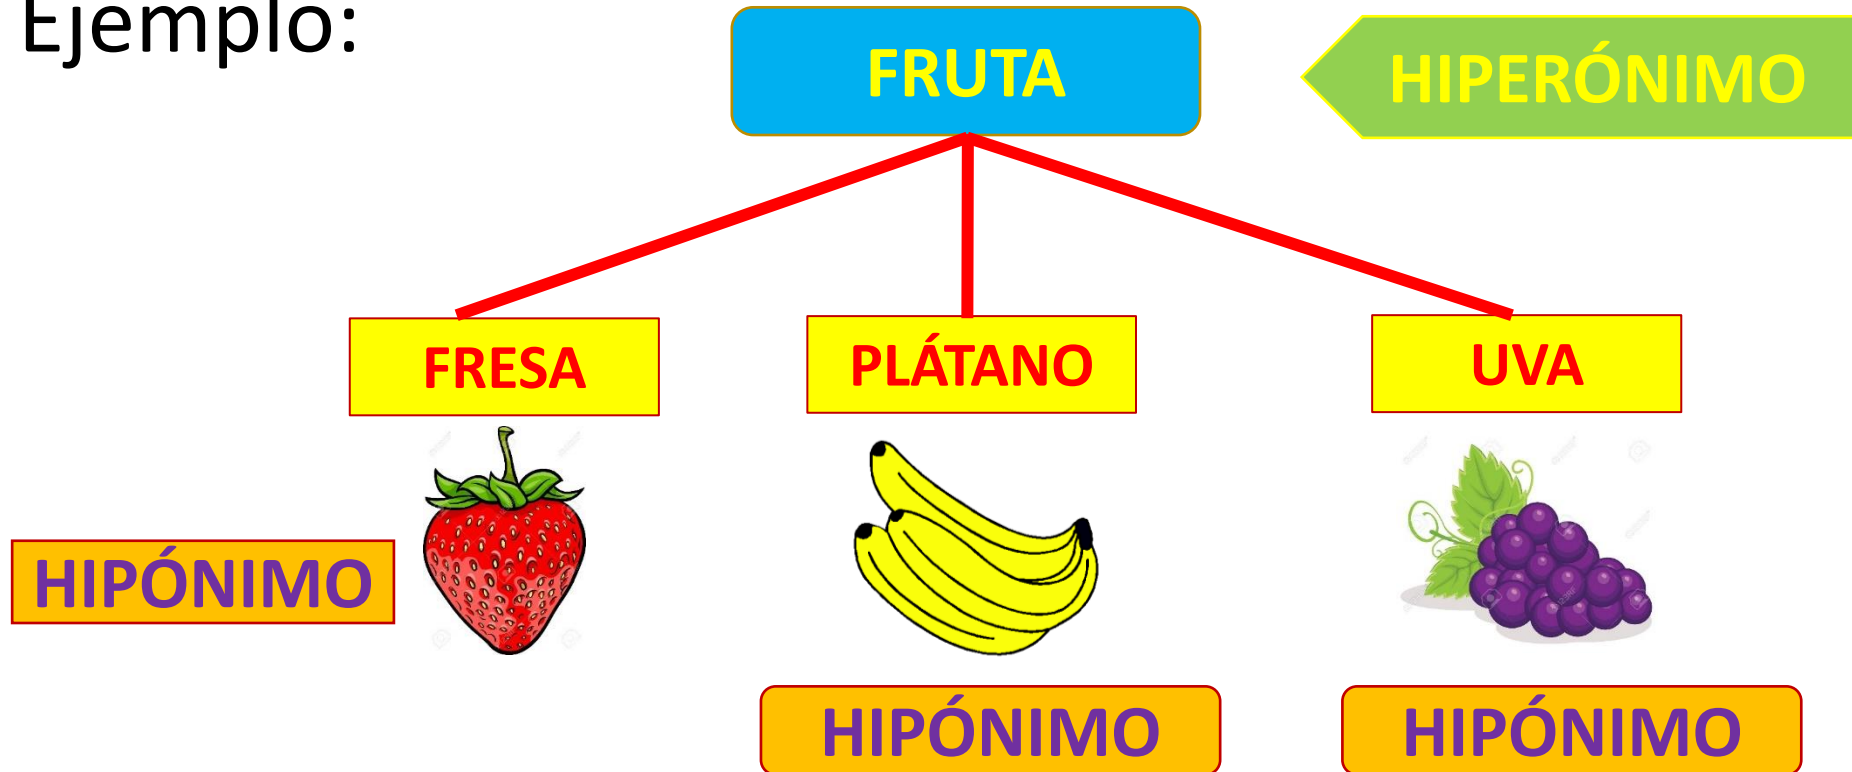 Ejemplo:
FRUTA
HIPERÓNIMO
FRESA
PLÁTANO
UVA
HIPÓNIMO
HIPÓNIMO
HIPÓNIMO